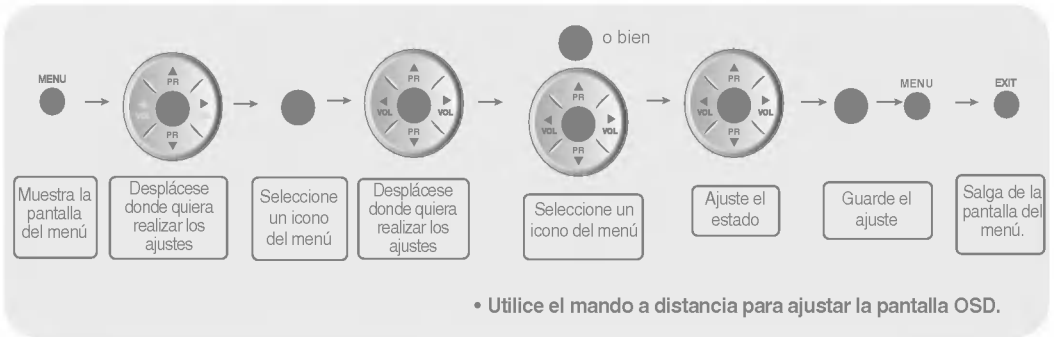 MENU
PR
VOL
PR
PR
VOL
VOL
PR
o bien
PR
VOL
VOL
PR
PR
VOL
VOL
PR
MENU
EXIT
Muestra la
pantalla
del menú
Desplácese
donde quiera
realizar los
ajustes
Seleccione
un icono
del menú
Desplácese
donde quiera
realizar los
ajustes
Seleccione un
icono del menú
Ajuste el
estado
Guarde el
ajuste
Salga de la
pantalla del
menú.
• Utilice el mando a distancia para ajustar la pantalla OSD.